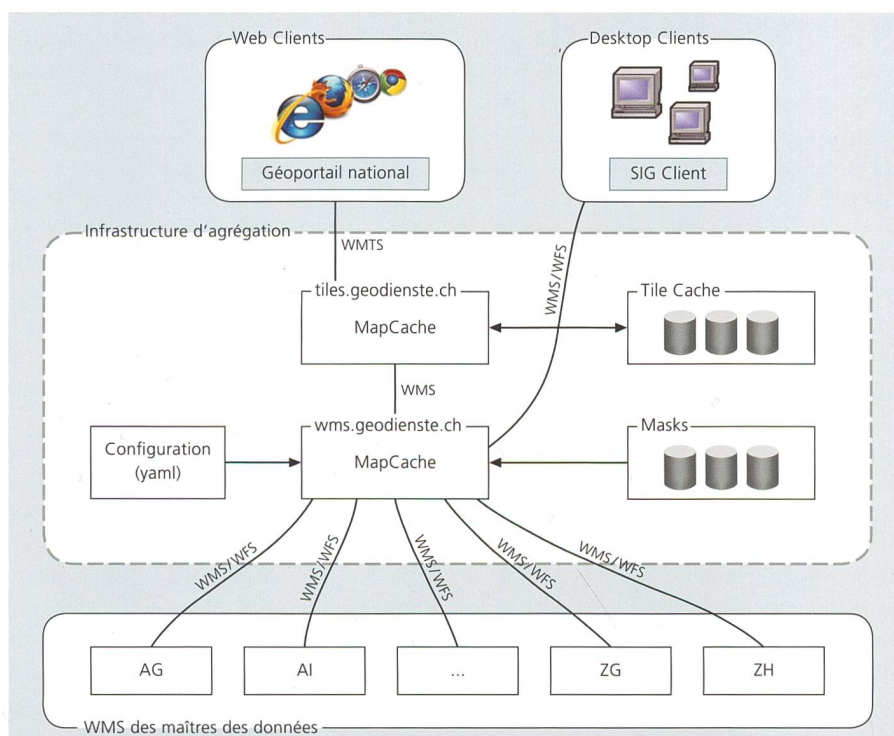 Web Clients
Desktop Clients
Géoportail national
SIG Client
Infrastructure d'agrégation
WMTS
WMS/WFS
tiles.geodienste.ch
MapCache
Tile Cache
WMS
wms.geodienste.ch
MapCache
Configuration
(yaml)
Masks
WMS/WFS
WMS/WFS
WMS/WFS
WMS/WFS
WMS/WFS
AG
AI
...
ZG
ZH
WMS des maîtres des données